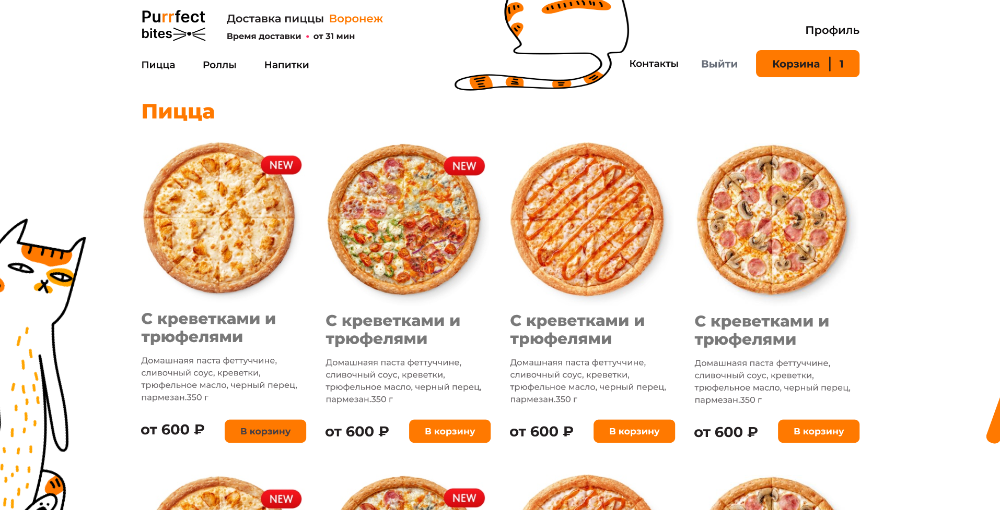 Purrfect
bites
Доставка пиццы Воронеж
Время доставки • от 31 мин
Профиль
Пицца Роллы Напитки
Контакты Выйти Корзина | 1
Пицца
NEW
NEW
С креветками и
трюфелями
Домашнаяя паста феттуччине,
сливочный соус, креветки,
трюфельное масло, черный перец,
пармезан.350 г
от 600 ₽ В корзину
С креветками и
трюфелями
Домашнаяя паста феттуччине,
сливочный соус, креветки,
трюфельное масло, черный перец,
пармезан.350 г
от 600 ₽ В корзину
С креветками и
трюфелями
Домашнаяя паста феттуччине,
сливочный соус, креветки,
трюфельное масло, черный перец,
пармезан.350 г
от 600 ₽ В корзину
С креветками и
трюфелями
Домашнаяя паста феттуччине,
сливочный соус, креветки,
трюфельное масло, черный перец,
пармезан.350 г
от 600 ₽ В корзину
NEW
NEW